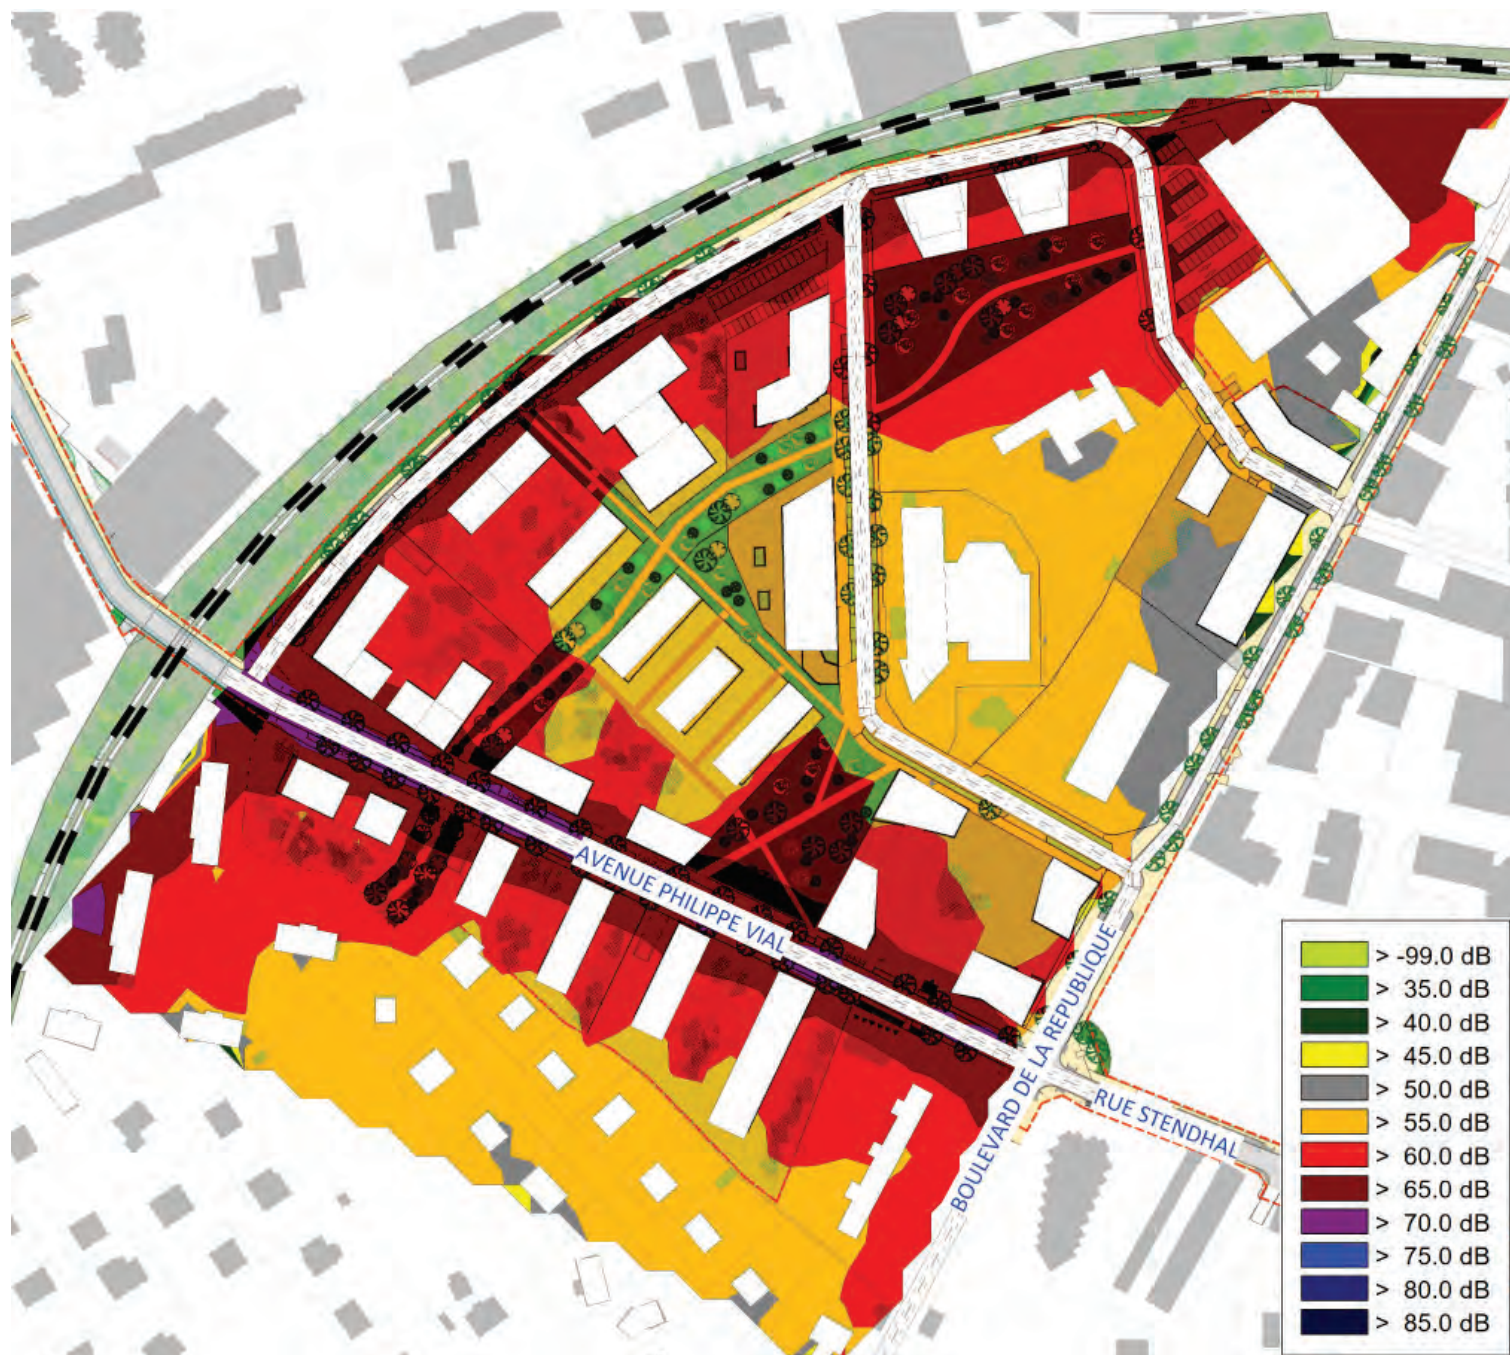 AVENUE PHILIPPE VIAL
BOULEVARD DE LA REPUBLIQUE
RUE STENDHAL
> -99.0 dB
> 35.0 dB
> 40.0 dB
> 45.0 dB
> 50.0 dB
> 55.0 dB
> 60.0 dB
> 65.0 dB
> 70.0 dB
> 75.0 dB
> 80.0 dB
> 85.0 dB